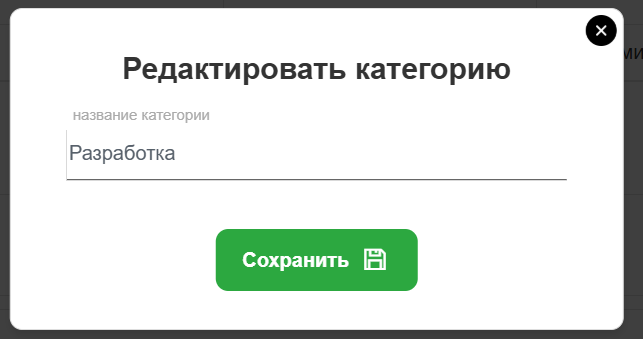 Редактировать категорию
название категории
Разработка
Сохранить